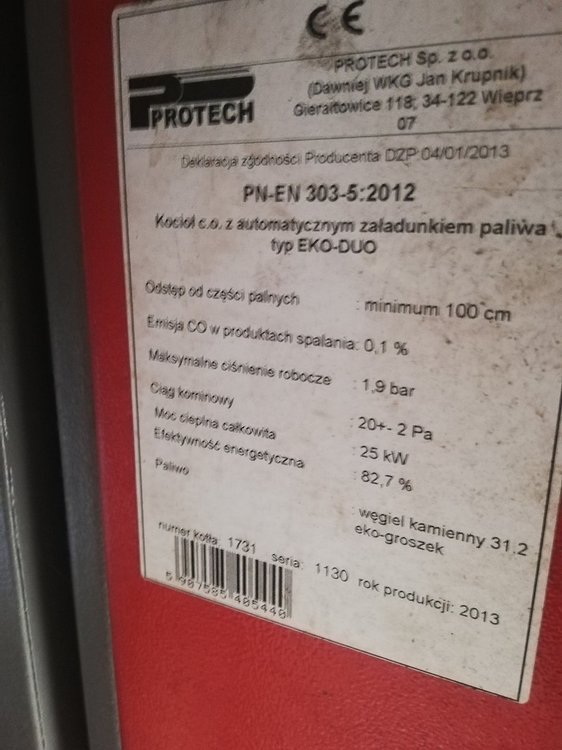 CE
PROTECH
PROTECH Sp. z o.o.
(Dawniej WKG Jan Krupnik)
Gierałtowice 118; 34-122 Wieprz
07
Deklaracja zgodności Producenta DZP:04/01/2013
PN-EN 303-5:2012
Kocioł c.o. z automatycznym załadunkiem paliwa
typ EKO-DUO
Odstęp od części palnych : minimum 100 cm
Emisja CO w produktach spalania: 0,1 %
Maksymalne ciśnienie robocze : 1,9 bar
Ciąg kominowy : 20+- 2 Pa
Moc cieplna całkowita : 25 kW
Efektywność energetyczna : 82,7 %
Paliwo : węgiel kamienny 31.2
eko-groszek
numer kotła: 1731 seria: 1130 rok produkcji: 2013
5 907585 405440